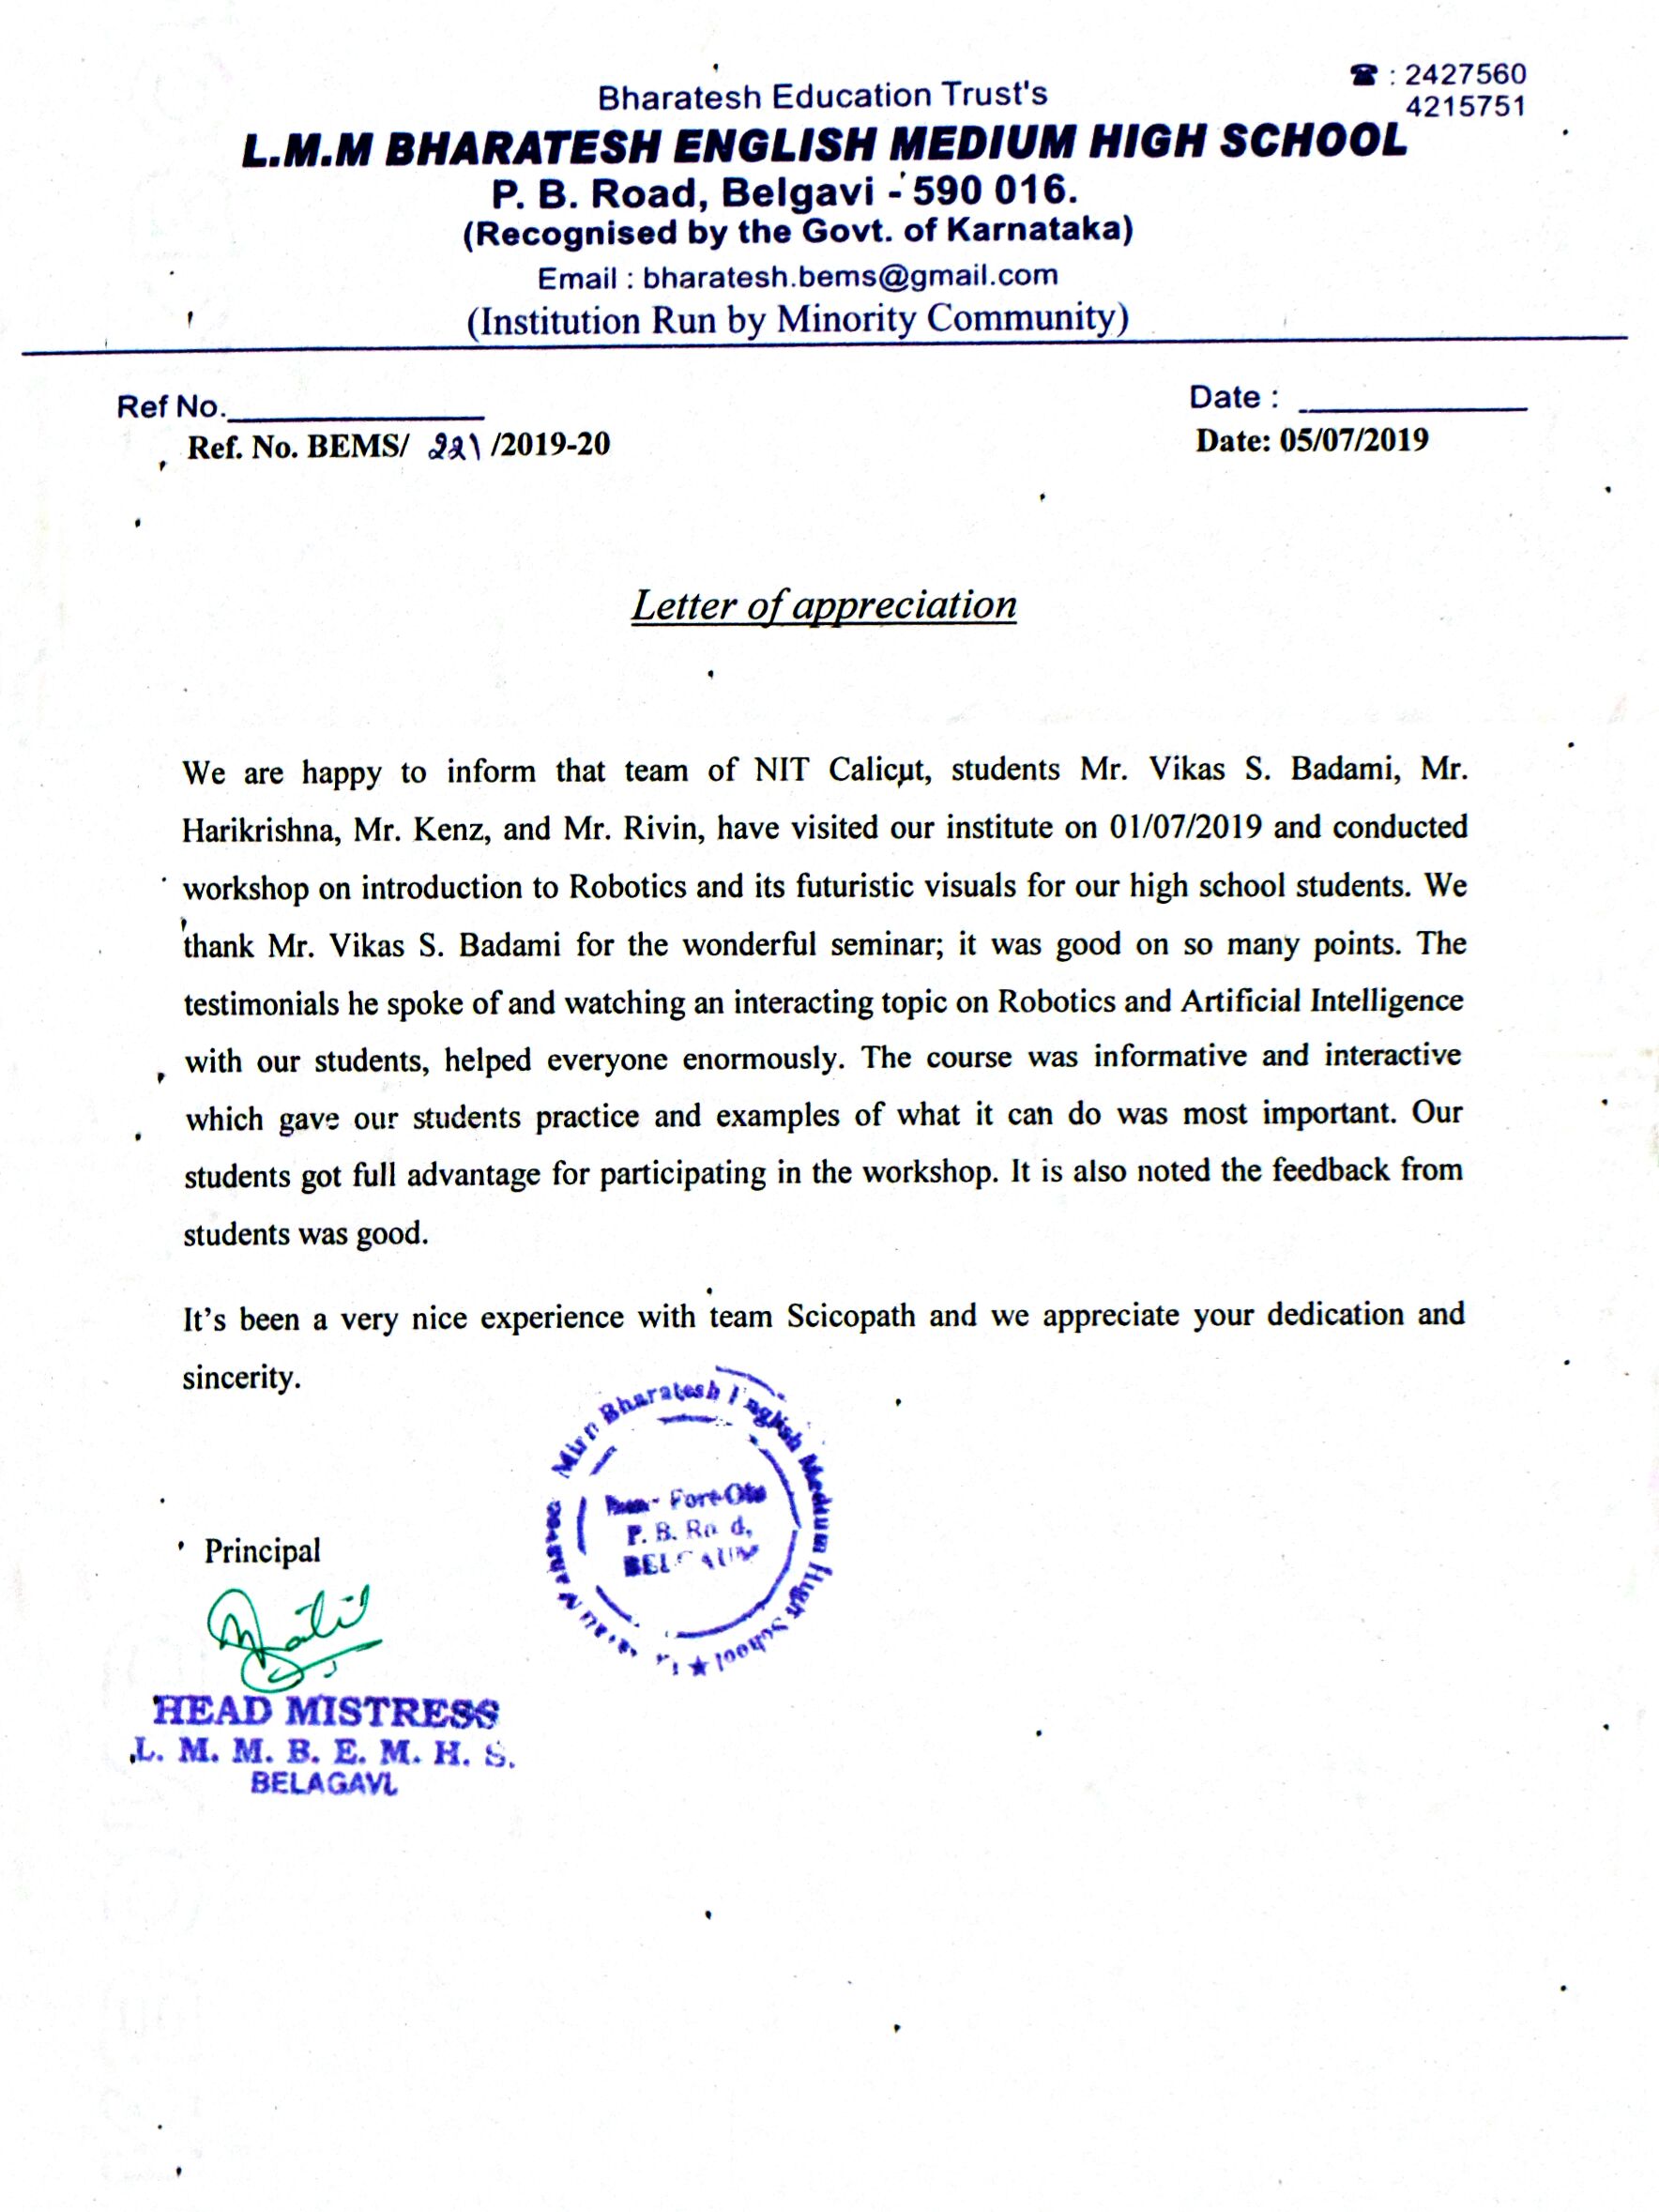 Bharatesh Education Trust's
☎ : 2427560
4215751
L.M.M BHARATESH ENGLISH MEDIUM HIGH SCHOOL
P. B. Road, Belgavi - 590 016.
(Recognised by the Govt. of Karnataka)
Email : bharatesh.bems@gmail.com
(Institution Run by Minority Community)
Ref No.
Date :
Ref. No. BEMS/ 221 /2019-20
Date: 05/07/2019
Letter of appreciation
We are happy to inform that team of NIT Calicut, students Mr. Vikas S. Badami, Mr.
Harikrishna, Mr. Kenz, and Mr. Rivin, have visited our institute on 01/07/2019 and conducted
workshop on introduction to Robotics and its futuristic visuals for our high school students. We
thank Mr. Vikas S. Badami for the wonderful seminar; it was good on so many points. The
testimonials he spoke of and watching an interacting topic on Robotics and Artificial Intelligence
with our students, helped everyone enormously. The course was informative and interactive
which gave our students practice and examples of what it can do was most important. Our
students got full advantage for participating in the workshop. It is also noted the feedback from
students was good.
It's been a very nice experience with team Scicopath and we appreciate your dedication and
sincerity.
Bharatesh English Medium High School
P. B. Road,
BELGAUM
Principal
HEAD MISTRESS
L. M. M. B. E. M. H. S.
BELAGAVI.